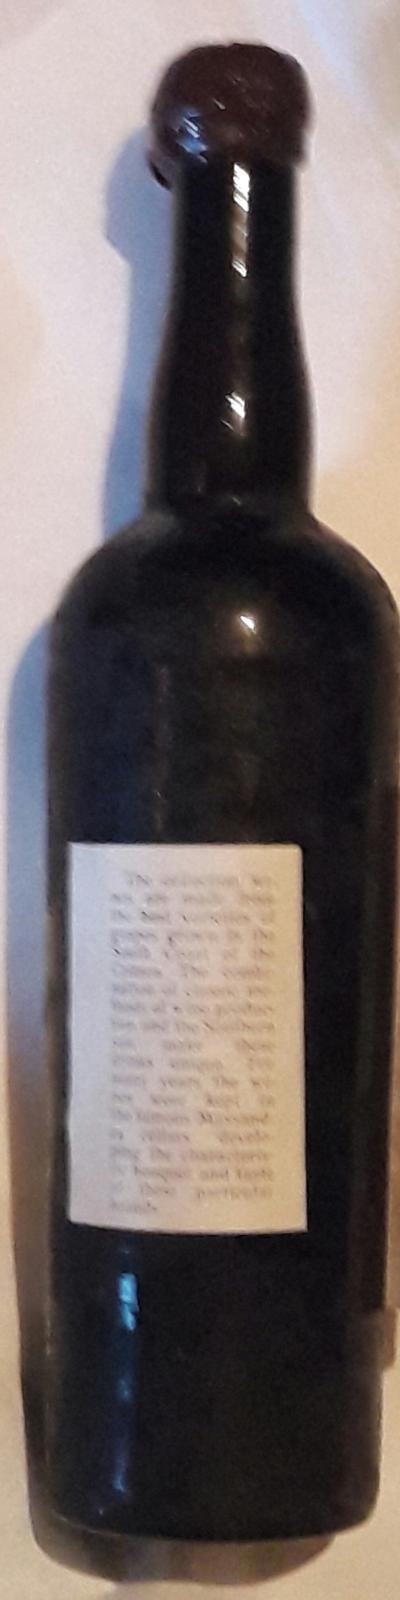 The collection wi-
nes are made from
the best varieties of
grapes grown in the
South Coast of the
Crimea. The combi-
nation of classic me-
thods of wine produc-
tion and the Southern
sun make these
drinks unique. For
many years the wi-
nes were kept in
the famous Massand-
ra cellars develo-
ping the characteris-
tic bouquet and taste
of these particular
brands.